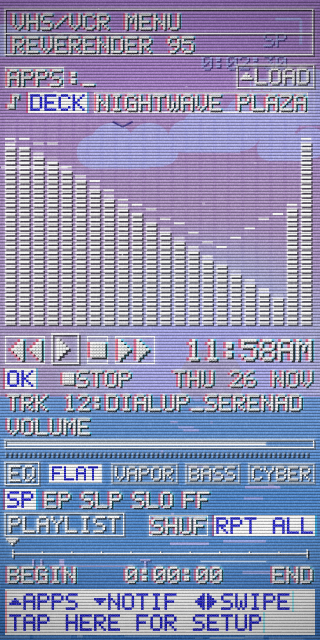 VHS/VCR MENU
REVERENDER 95
SP
APPS:_
LOAD
DECK NIGHTWAVE PLAZA
11:58AM
OK STOP THU 26 NOV
TRK 12:DIALUP_SERENAD
VOLUME
EQ FLAT VAPOR BASS CYBER
SP EP SLP SLO FF
PLAYLIST SHUF RPT ALL
BEGIN 0:00:00 END
APPS NOTIF SWIPE
TAP HERE FOR SETUP